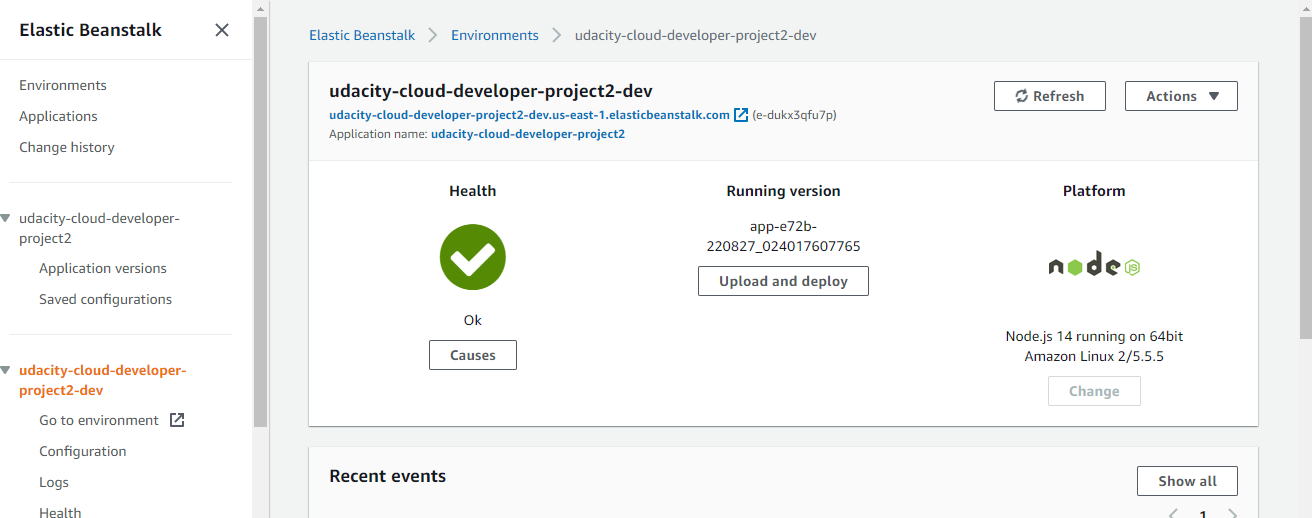 Elastic Beanstalk
Environments
Applications
Change history
udacity-cloud-developer-
project2
Application versions
Saved configurations
udacity-cloud-developer-
project2-dev
Go to environment
Configuration
Logs
Health
Elastic Beanstalk > Environments > udacity-cloud-developer-project2-dev
udacity-cloud-developer-project2-dev
udacity-cloud-developer-project2-dev.us-east-1.elasticbeanstalk.com (e-dukx3qfu7p)
Application name: udacity-cloud-developer-project2
Refresh
Actions
Health
Ok
Causes
Running version
app-e72b-
220827_024017607765
Upload and deploy
Platform
node JS
Node.js 14 running on 64bit
Amazon Linux 2/5.5.5
Change
Recent events
Show all
1